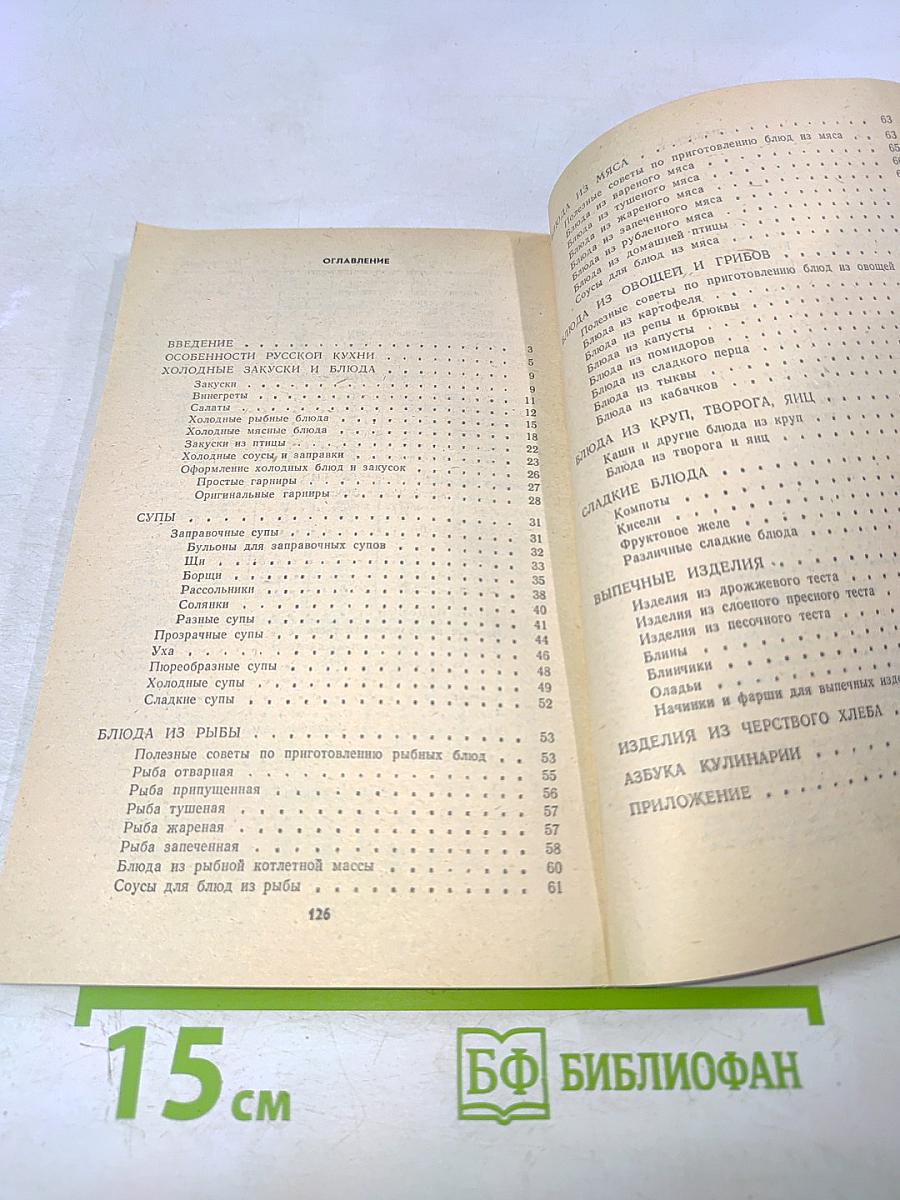 ОГЛАВЛЕНИЕ
ВВЕДЕНИЕ . . . . . . . . . . 3
ОСОБЕННОСТИ РУССКОЙ КУХНИ . . . . . . 5
ХОЛОДНЫЕ ЗАКУСКИ И БЛЮДА . . . . . . 9
Закуски . . . . . . . . . . 9
Винегреты . . . . . . . . . . 11
Салаты . . . . . . . . . . 12
Холодные рыбные блюда . . . . . . . 15
Холодные мясные блюда . . . . . . . 18
Закуски из птицы . . . . . . . . 22
Холодные соусы и заправки . . . . . . 23
Оформление холодных блюд и закусок . . . . 26
Простые гарниры . . . . . . . . 27
Оригинальные гарниры . . . . . . . 28
СУПЫ . . . . . . . . . . 31
Заправочные супы . . . . . . . . 31
Бульоны для заправочных супов . . . . . 32
Щи . . . . . . . . . . 33
Борщи . . . . . . . . . . 35
Рассольники . . . . . . . . . 38
Солянки . . . . . . . . . . 40
Разные супы . . . . . . . . . 41
Прозрачные супы . . . . . . . . 44
Уха . . . . . . . . . . 46
Пюреобразные супы . . . . . . . . 48
Холодные супы . . . . . . . . . 49
Сладкие супы . . . . . . . . . 52
БЛЮДА ИЗ РЫБЫ . . . . . . . . 53
Полезные советы по приготовлению рыбных блюд . . 53
Рыба отварная . . . . . . . . . 55
Рыба припущенная . . . . . . . . 56
Рыба тушеная . . . . . . . . . 57
Рыба жареная . . . . . . . . . 57
Рыба запеченная . . . . . . . . 58
Блюда из рыбной котлетной массы . . . . . 60
Соусы для блюд из рыбы . . . . . . . 61
126
БЛЮДА ИЗ МЯСА . . . . . . . . 63
Полезные советы по приготовлению блюд из мяса . . 63
Блюда из вареного мяса . . . . . . . 65
Блюда из тушеного мяса . . . . . . .
Блюда из жареного мяса . . . . . . .
Блюда из запеченного мяса . . . . . .
Блюда из рубленого мяса . . . . . .
Блюда из домашней птицы . . . . . .
Соусы для блюд из мяса . . . . . .
БЛЮДА ИЗ ОВОЩЕЙ И ГРИБОВ . . . . .
Полезные советы по приготовлению блюд из овощей
Блюда из картофеля . . . . . . .
Блюда из репы и брюквы . . . . . .
Блюда из капусты . . . . . . .
Блюда из помидоров . . . . . . .
Блюда из сладкого перца . . . . . .
Блюда из тыквы . . . . . . .
Блюда из кабачков . . . . . . .
БЛЮДА ИЗ КРУП, ТВОРОГА, ЯИЦ . . . .
Каши и другие блюда из круп . . . .
Блюда из творога и яиц . . . . .
СЛАДКИЕ БЛЮДА . . . . . . .
Компоты . . . . . . .
Кисели . . . . . . .
Фруктовое желе . . . . . . .
Различные сладкие блюда . . . . .
ВЫПЕЧНЫЕ ИЗДЕЛИЯ . . . . . .
Изделия из дрожжевого теста . . . .
Изделия из слоеного пресного теста . .
Изделия из песочного теста . . . .
Блины . . . . . . .
Блинчики . . . . . . .
Оладьи . . . . . . .
Начинки и фарши для выпечных
ИЗДЕЛИЯ ИЗ ЧЕРСТВОГО ХЛЕБА .
АЗБУКА КУЛИНАРИИ . . . . .
ПРИЛОЖЕНИЕ . . . . . .
15 см
БФ БИБЛИОФАН